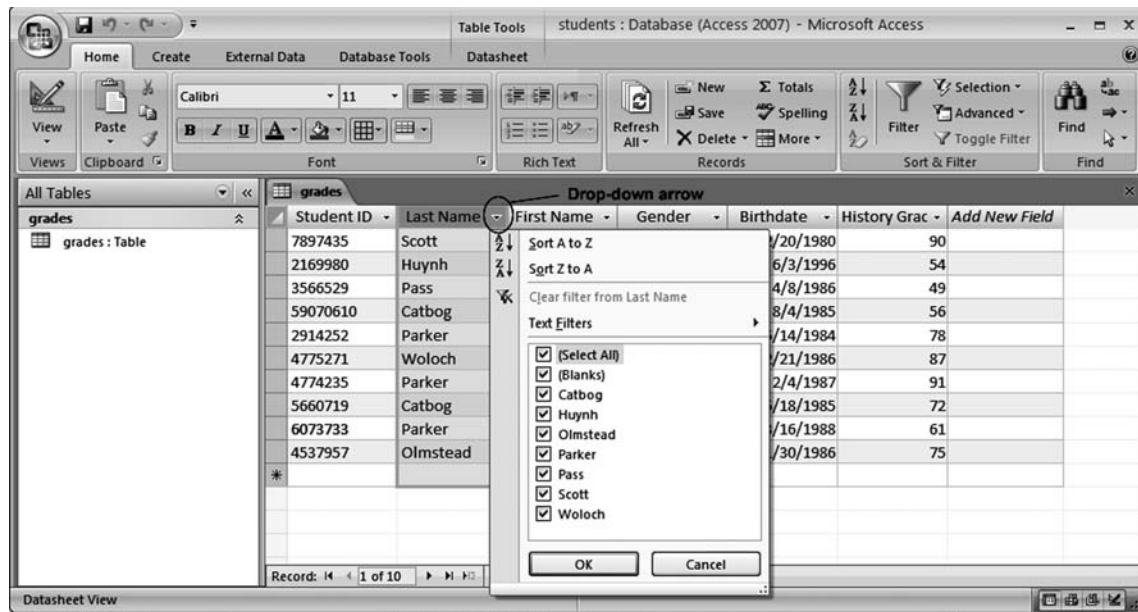 Table Tools students : Database (Access 2007) - Microsoft Access
Home Create External Data Database Tools Datasheet
View
Views
Paste
Clipboard
Calibri 11
B I U A
Font
Rich Text
Refresh All
New
Save
Delete
Totals
Spelling
More
Records
Filter
Selection
Advanced
Toggle Filter
Sort & Filter
Find
Find
All Tables
grades
grades : Table
grades
Drop-down arrow
Student ID Last Name First Name Gender Birthdate History Grac Add New Field
7897435 Scott /20/1980 90
2169980 Huynh 6/3/1996 54
3566529 Pass 4/8/1986 49
59070610 Catbog 8/4/1985 56
2914252 Parker /14/1984 78
4775271 Woloch /21/1986 87
4774235 Parker 2/4/1987 91
5660719 Catbog /18/1985 72
6073733 Parker /16/1988 61
4537957 Olmstead /30/1986 75
Sort A to Z
Sort Z to A
Clear filter from Last Name
Text Filters
(Select All)
(Blanks)
Catbog
Huynh
Olmstead
Parker
Pass
Scott
Woloch
OK Cancel
Record: 1 of 10
Datasheet View